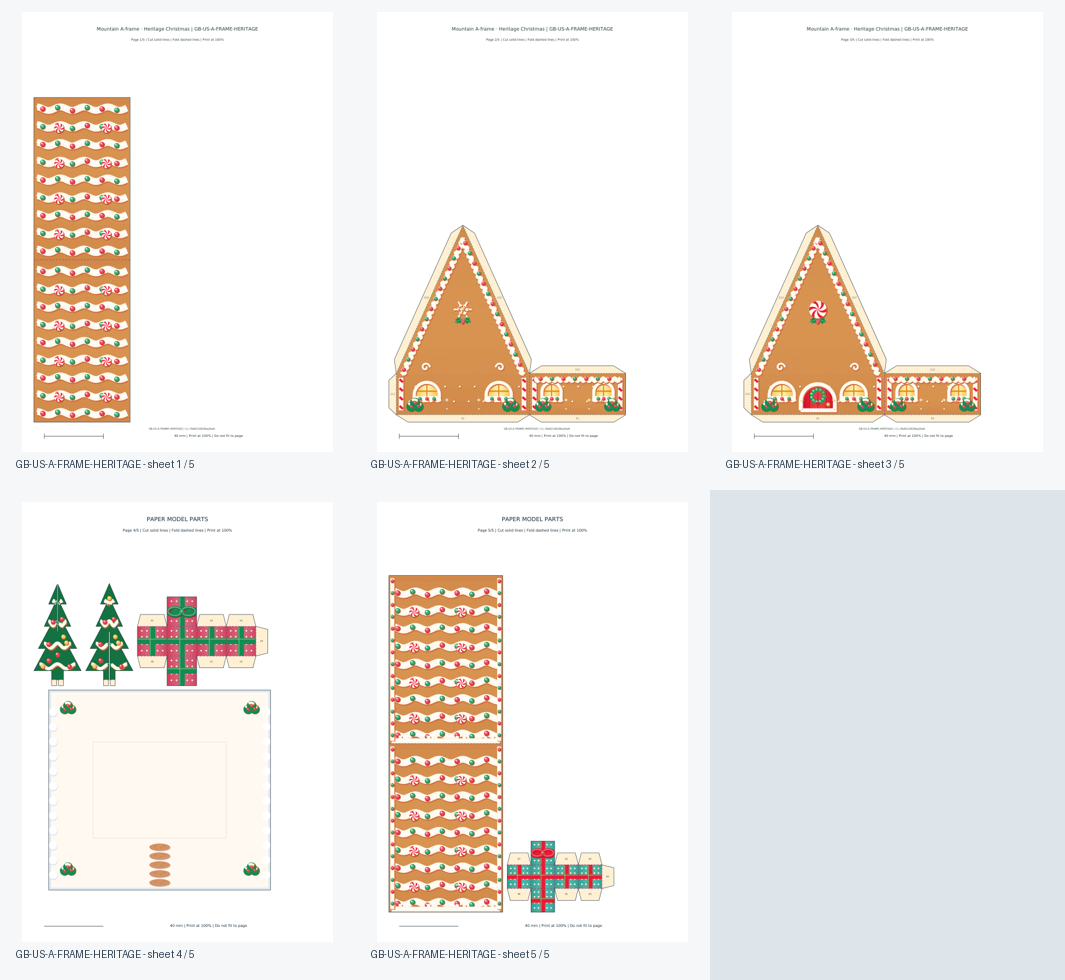 Mountain A-frame · Heritage Christmas | GB-US-A-FRAME-HERITAGE
Page 1/5 | Cut solid lines | Fold dashed lines | Print at 100%
40 mm | Print at 100% | Do not fit to page
GB-US-A-FRAME-HERITAGE - sheet 1 / 5
Mountain A-frame · Heritage Christmas | GB-US-A-FRAME-HERITAGE
Page 2/5 | Cut solid lines | Fold dashed lines | Print at 100%
40 mm | Print at 100% | Do not fit to page
GB-US-A-FRAME-HERITAGE - sheet 2 / 5
Mountain A-frame · Heritage Christmas | GB-US-A-FRAME-HERITAGE
Page 3/5 | Cut solid lines | Fold dashed lines | Print at 100%
40 mm | Print at 100% | Do not fit to page
GB-US-A-FRAME-HERITAGE - sheet 3 / 5
PAPER MODEL PARTS
Page 4/5 | Cut solid lines | Fold dashed lines | Print at 100%
40 mm | Print at 100% | Do not fit to page
GB-US-A-FRAME-HERITAGE - sheet 4 / 5
PAPER MODEL PARTS
Page 5/5 | Cut solid lines | Fold dashed lines | Print at 100%
40 mm | Print at 100% | Do not fit to page
GB-US-A-FRAME-HERITAGE - sheet 5 / 5